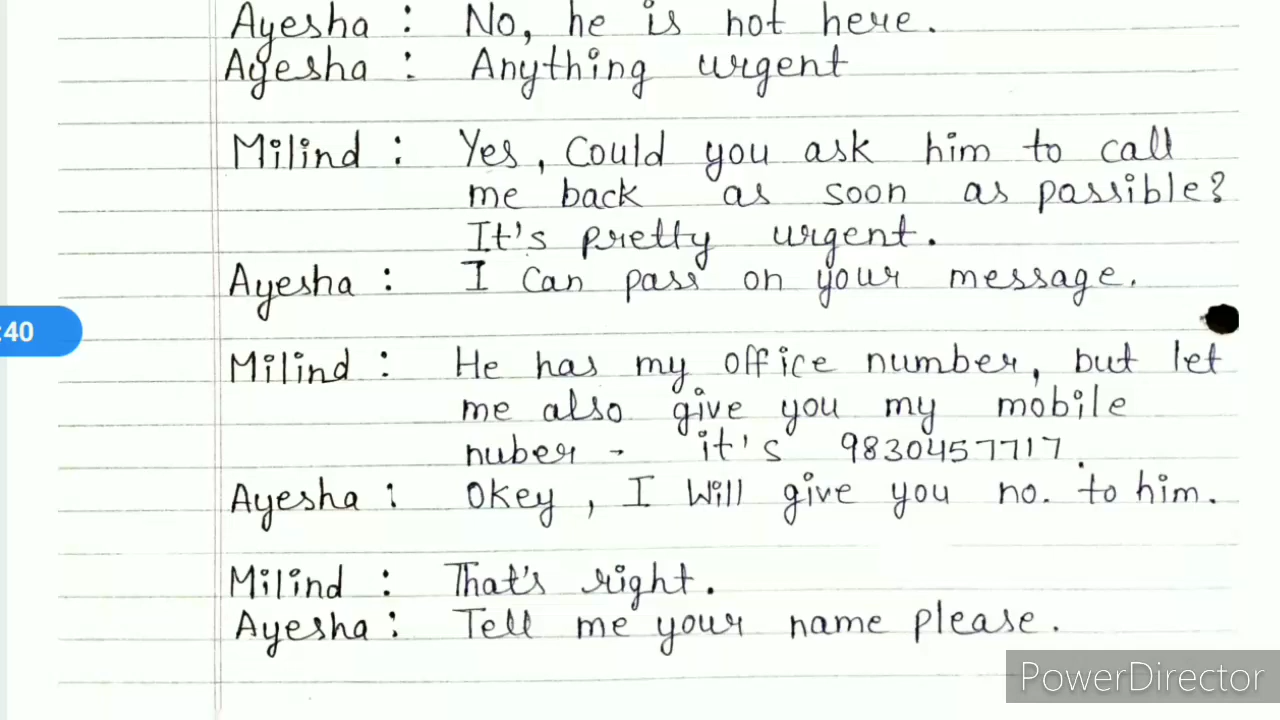 Ayesha : No, he is not here.
Ayesha : Anything urgent
Milind : Yes, Could you ask him to call
me back as soon as passible?
It's pretty urgent.
Ayesha : I Can pass on your message.
:40
Milind : He has my office number, but let
me also give you my mobile
nuber - it's 9830457717.
Ayesha : Okey, I Will give you no. to him.
Milind : That's right.
Ayesha : Tell me your name please.
PowerDirector